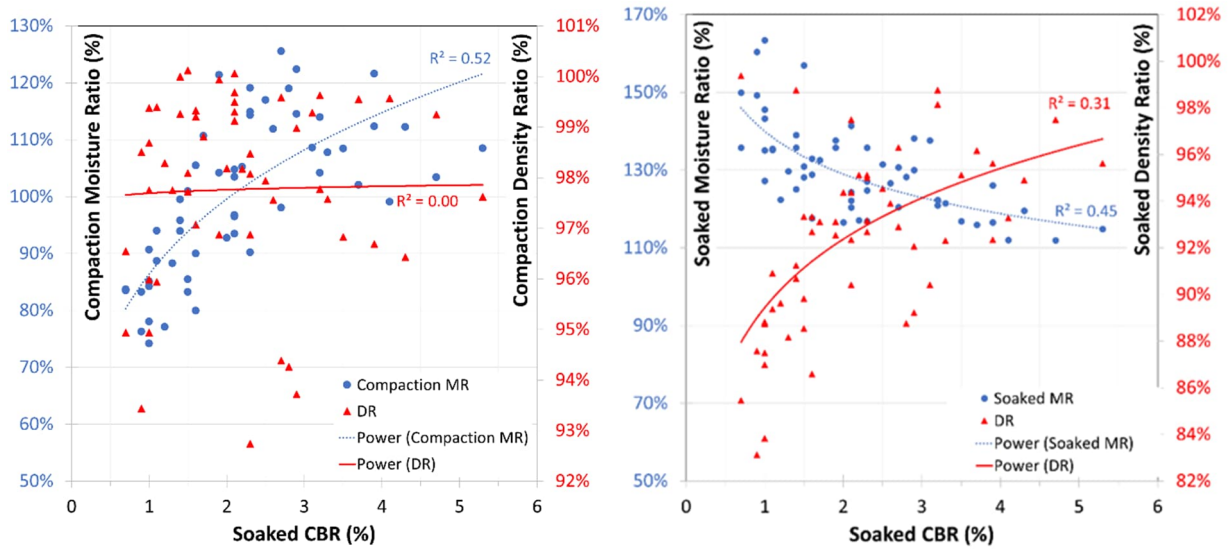 130%
120%
110%
100%
90%
80%
70%
60%
50%
Compaction Moisture Ratio (%)
R² = 0.52
R² = 0.00
Compaction MR
DR
Power (Compaction MR)
Power (DR)
Compaction Density Ratio (%)
101%
100%
99%
98%
97%
96%
95%
94%
93%
92%
0 1 2 3 4 5 6
Soaked CBR (%)
170%
150%
130%
110%
90%
70%
50%
Soaked Moisture Ratio (%)
R² = 0.31
R² = 0.45
Soaked MR
DR
Power (Soaked MR)
Power (DR)
Soaked Density Ratio (%)
102%
100%
98%
96%
94%
92%
90%
88%
86%
84%
82%
0 1 2 3 4 5 6
Soaked CBR (%)